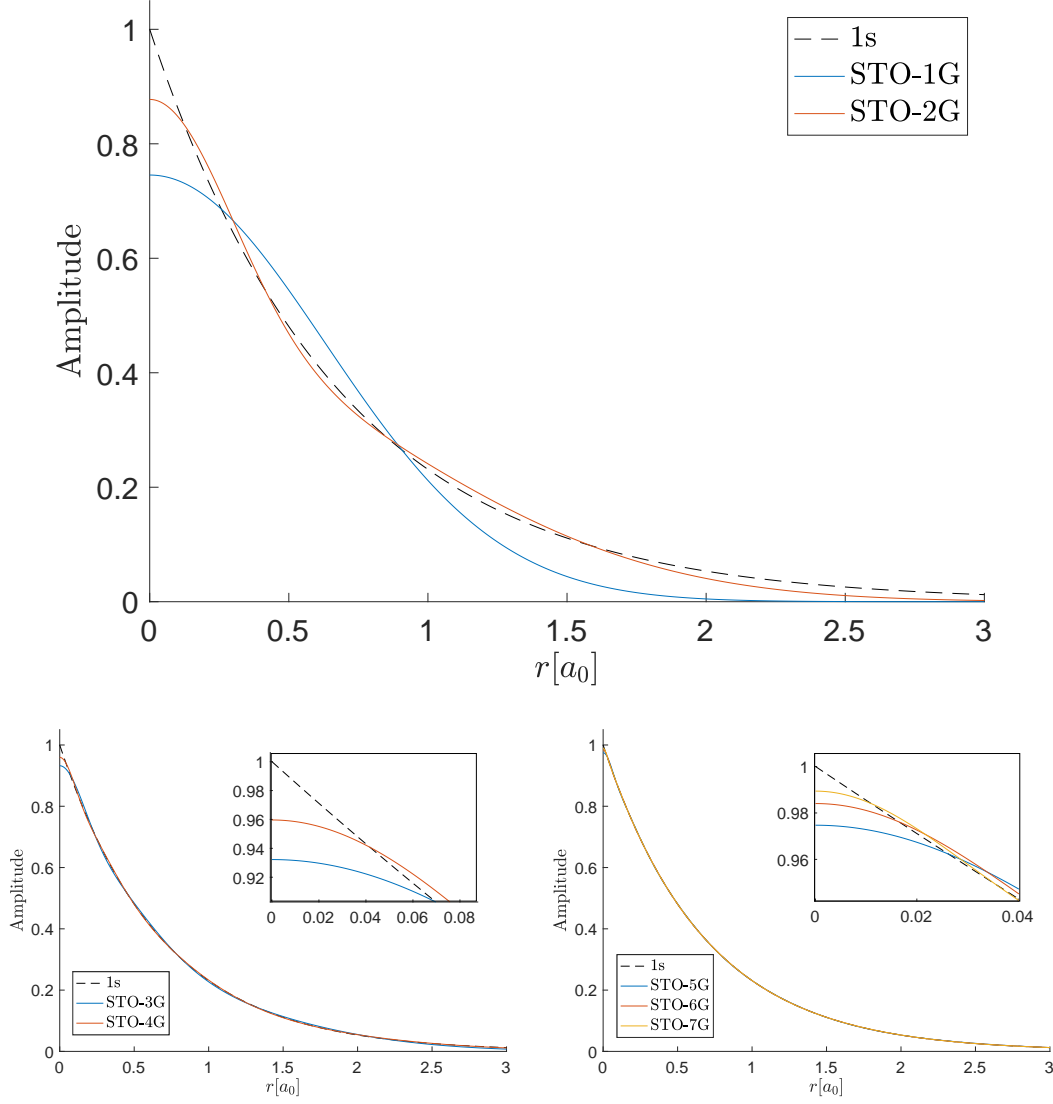 1s
STO-1G
STO-2G
1
0.8
0.6
0.4
0.2
0
Amplitude
0 0.5 1 1.5 2 2.5 3
r[a₀]
1
0.8
0.6
0.4
0.2
0
Amplitude
1
0.98
0.96
0.94
0.92
0 0.02 0.04 0.06 0.08
1s
STO-3G
STO-4G
0 0.5 1 1.5 2 2.5 3
r[a₀]
1
0.8
0.6
0.4
0.2
0
Amplitude
1
0.98
0.96
0 0.02 0.04
1s
STO-5G
STO-6G
STO-7G
0 0.5 1 1.5 2 2.5 3
r[a₀]